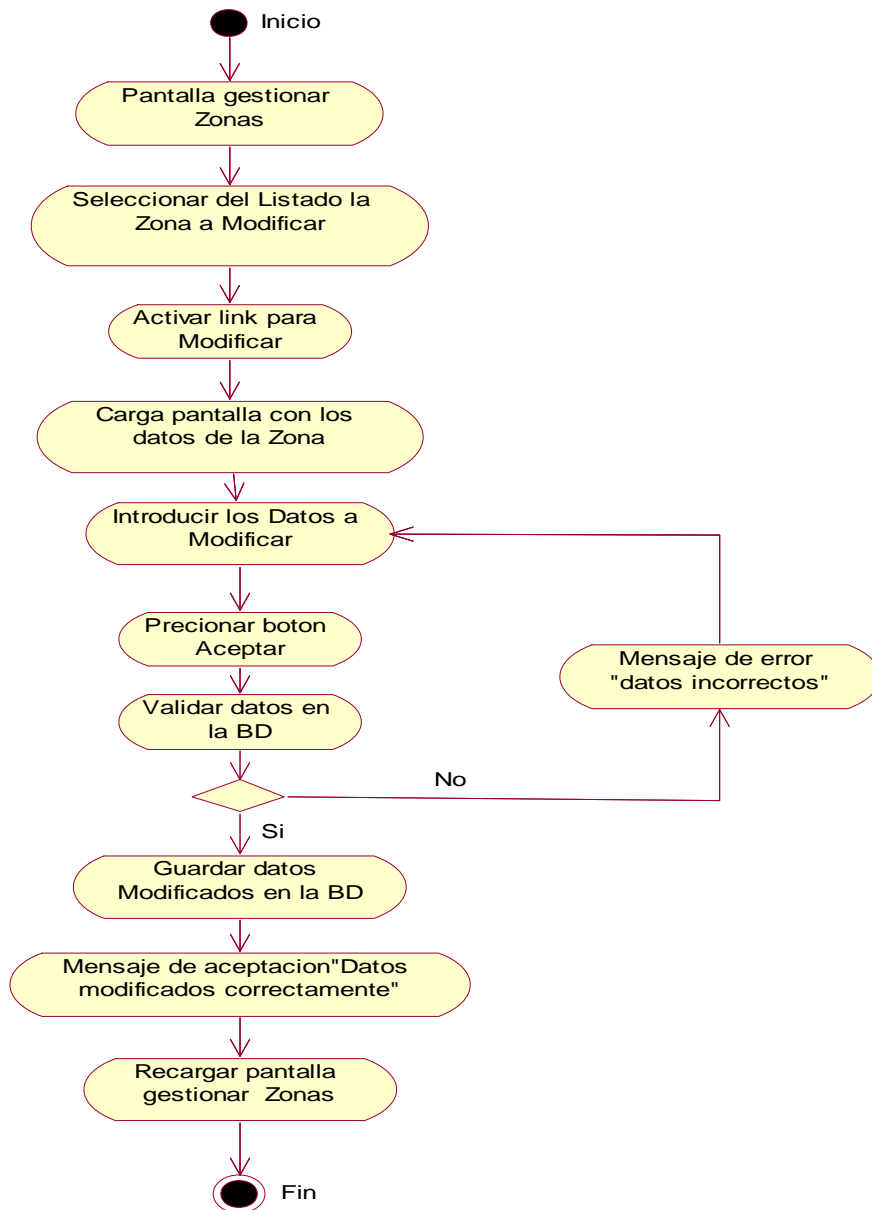 Inicio
Pantalla gestionar
Zonas
Seleccionar del Listado la
Zona a Modificar
Activar link para
Modificar
Carga pantalla con los
datos de la Zona
Introducir los Datos a
Modificar
Precionar boton
Aceptar
Mensaje de error
"datos incorrectos"
Validar datos en
la BD
No
Si
Guardar datos
Modificados en la BD
Mensaje de aceptacion"Datos
modificados correctamente"
Recargar pantalla
gestionar Zonas
Fin